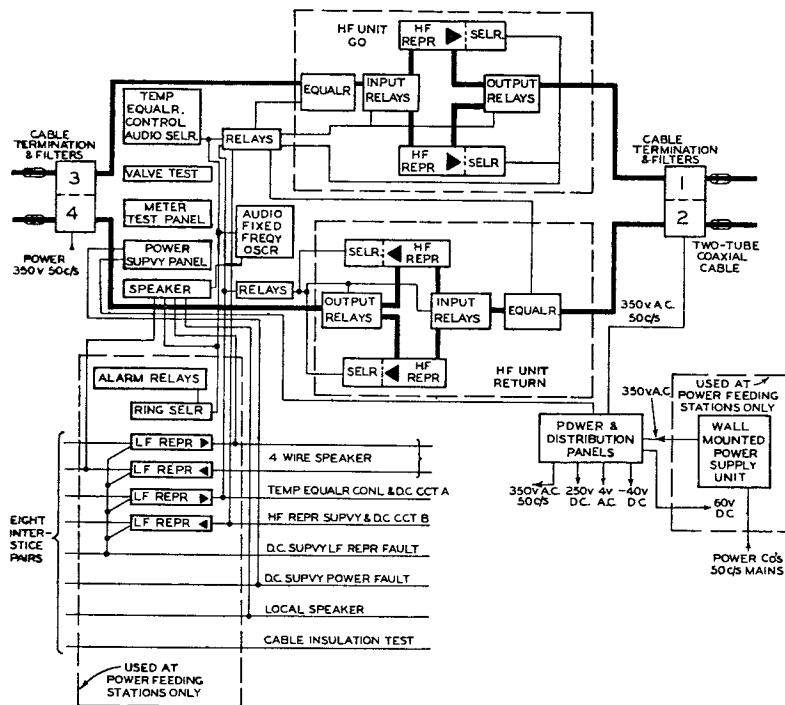 HF UNIT
GO
HF
REPR
SELR.
EQUALR
INPUT
RELAYS
OUTPUT
RELAYS
HF
REPR
SELR
TEMP
EQUALR.
CONTROL
AUDIO SELR.
RELAYS
CABLE
TERMINATION
& FILTERS
3
4
POWER
350 V 50c/s
VALVE TEST
METER
TEST PANEL
POWER
SUPVY PANEL
SPEAKER
AUDIO
FIXED
FREQY
OSCR
RELAYS
CABLE
TERMINATION
& FILTERS
1
2
TWO-TUBE
COAXIAL
CABLE
SELR.
HF
REPR
OUTPUT
RELAYS
INPUT
RELAYS
EQUALR.
SELR
HF
REPR
HF UNIT
RETURN
350v. A.C.
50c/s
ALARM RELAYS
RING SELR
LF REPR
LF REPR
LF REPR
LF REPR
4 WIRE SPEAKER
TEMP EQUALR CONL & D.C CCT A
HF REPR SUPVY & D.C CCT B
D.C. SUPVY LF REPR FAULT
D.C SUPVY POWER FAULT
LOCAL SPEAKER
CABLE INSULATION TEST
EIGHT
INTER-
STICE
PAIRS
USED AT
POWER FEEDING
STATIONS ONLY
POWER &
DISTRIBUTION
PANELS
350v A.C.
50c/s
250v
D.C.
4v
A.C.
-40v
D.C
60v
D.C
350v A.C.
USED AT
POWER FEEDING
STATIONS ONLY
WALL
MOUNTED
POWER
SUPPLY
UNIT
POWER Co's
50c/s MAINS